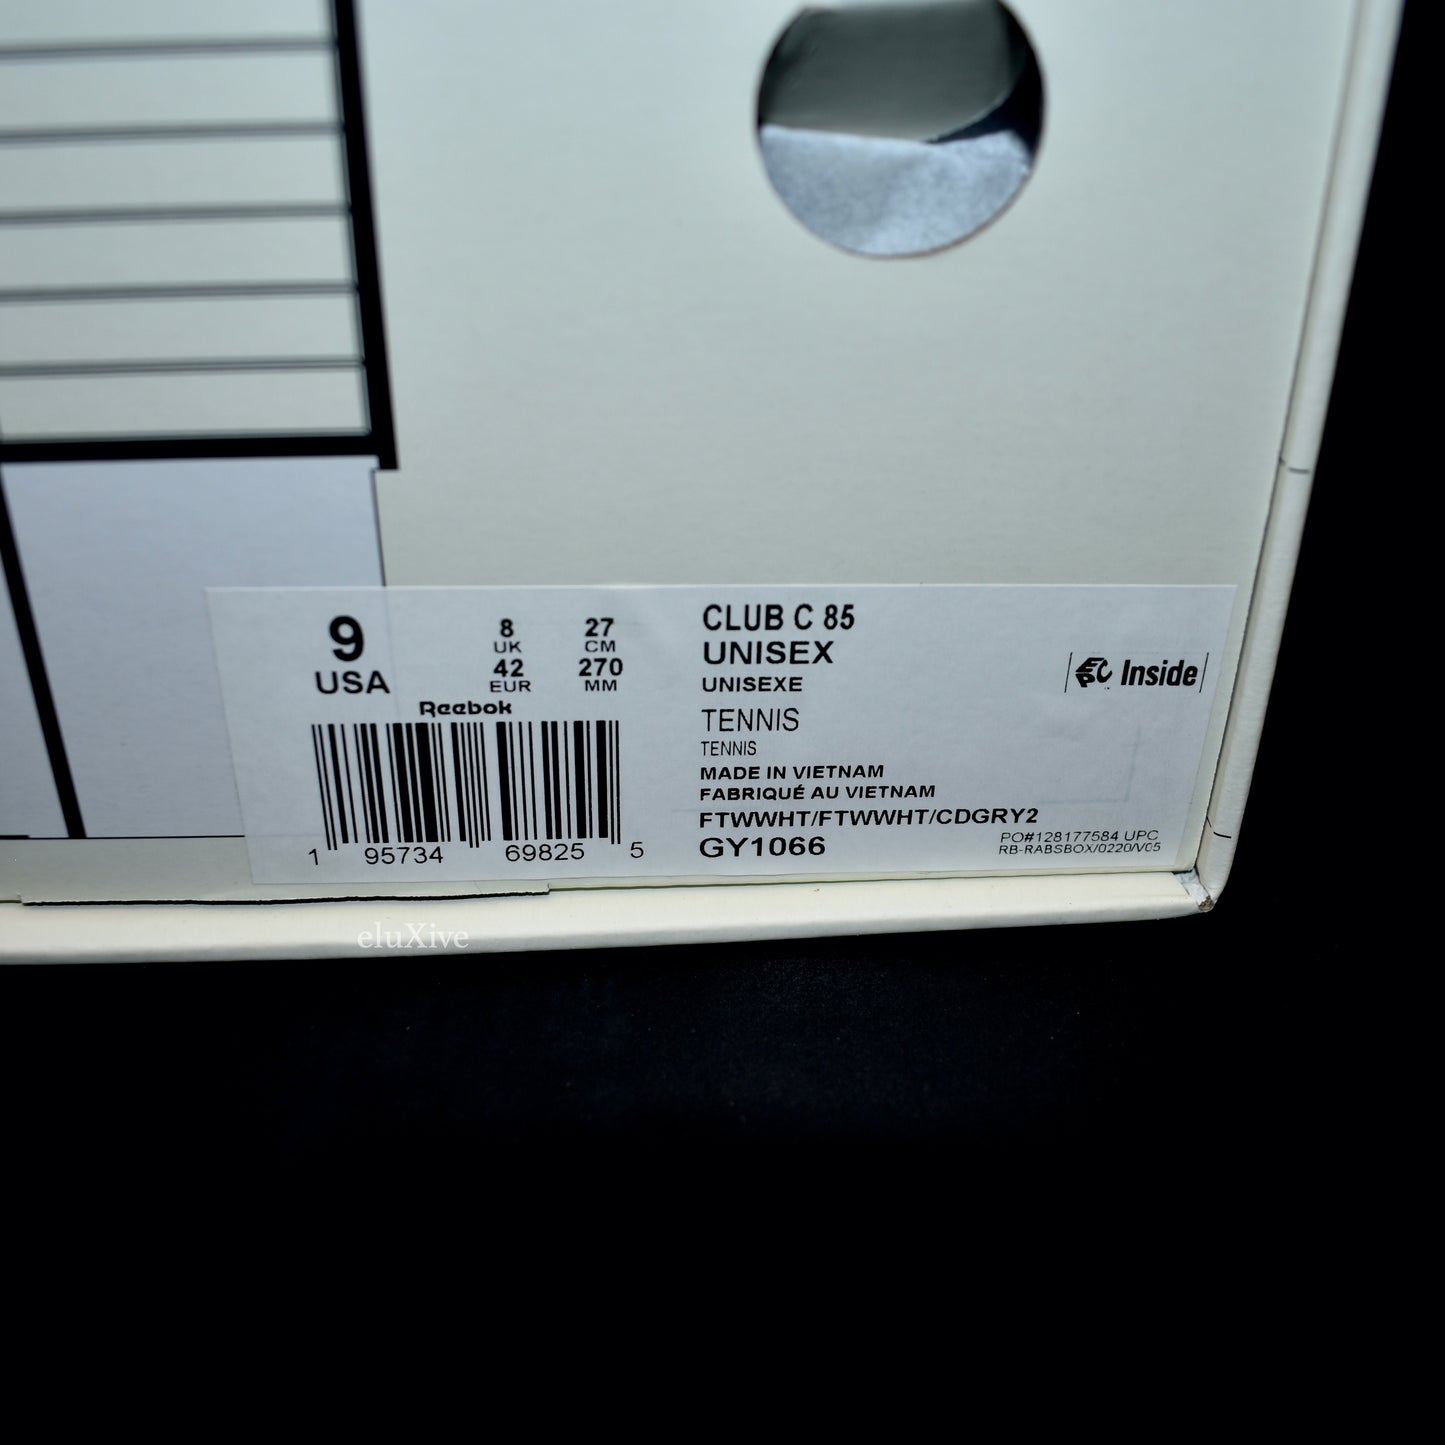 9
USA
8
UK
42
EUR
27
CM
270
MM
Reebok
1 95734 69825 5
CLUB C 85
UNISEX
UNISEXE
TENNIS
TENNIS
MADE IN VIETNAM
FABRIQUÉ AU VIETNAM
FTWWHT/FTWWHT/CDGRY2
GY1066
Inside
PO#128177584 UPC
RB-RABSBOX/0220/V05
eluXive